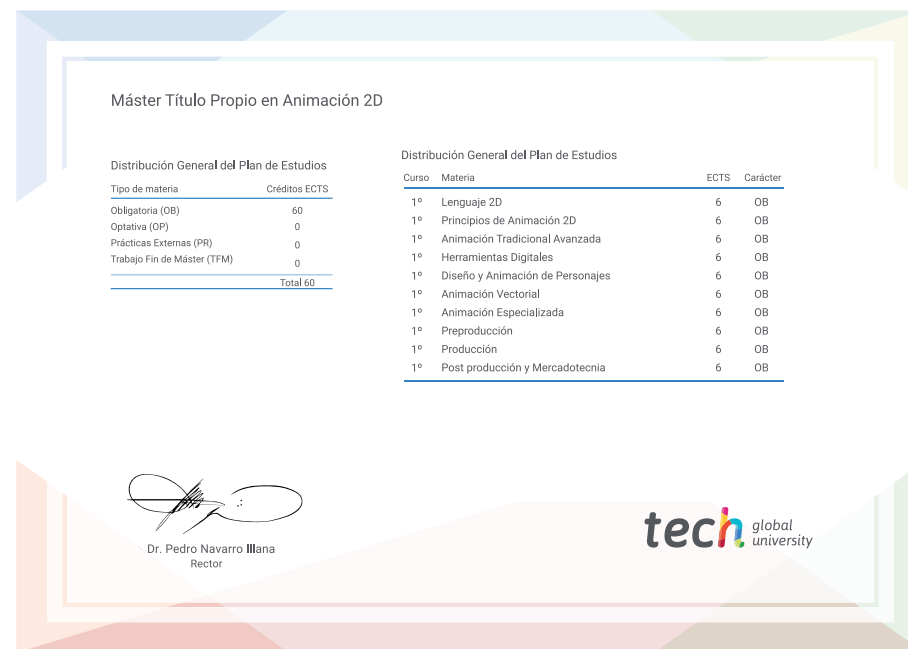 Máster Título Propio en Animación 2D
Distribución General del Plan de Estudios
Tipo de materia Créditos ECTS
Obligatoria (OB) 60
Optativa (OP) 0
Prácticas Externas (PR) 0
Trabajo Fin de Máster (TFM) 0
Total 60
Distribución General del Plan de Estudios
Curso Materia ECTS Carácter
1º Lenguaje 2D 6 OB
1º Principios de Animación 2D 6 OB
1º Animación Tradicional Avanzada 6 OB
1º Herramientas Digitales 6 OB
1º Diseño y Animación de Personajes 6 OB
1º Animación Vectorial 6 OB
1º Animación Especializada 6 OB
1º Preproducción 6 OB
1º Producción 6 OB
1º Post producción y Mercadotecnia 6 OB
Dr. Pedro Navarro Illana
Rector
tech global university